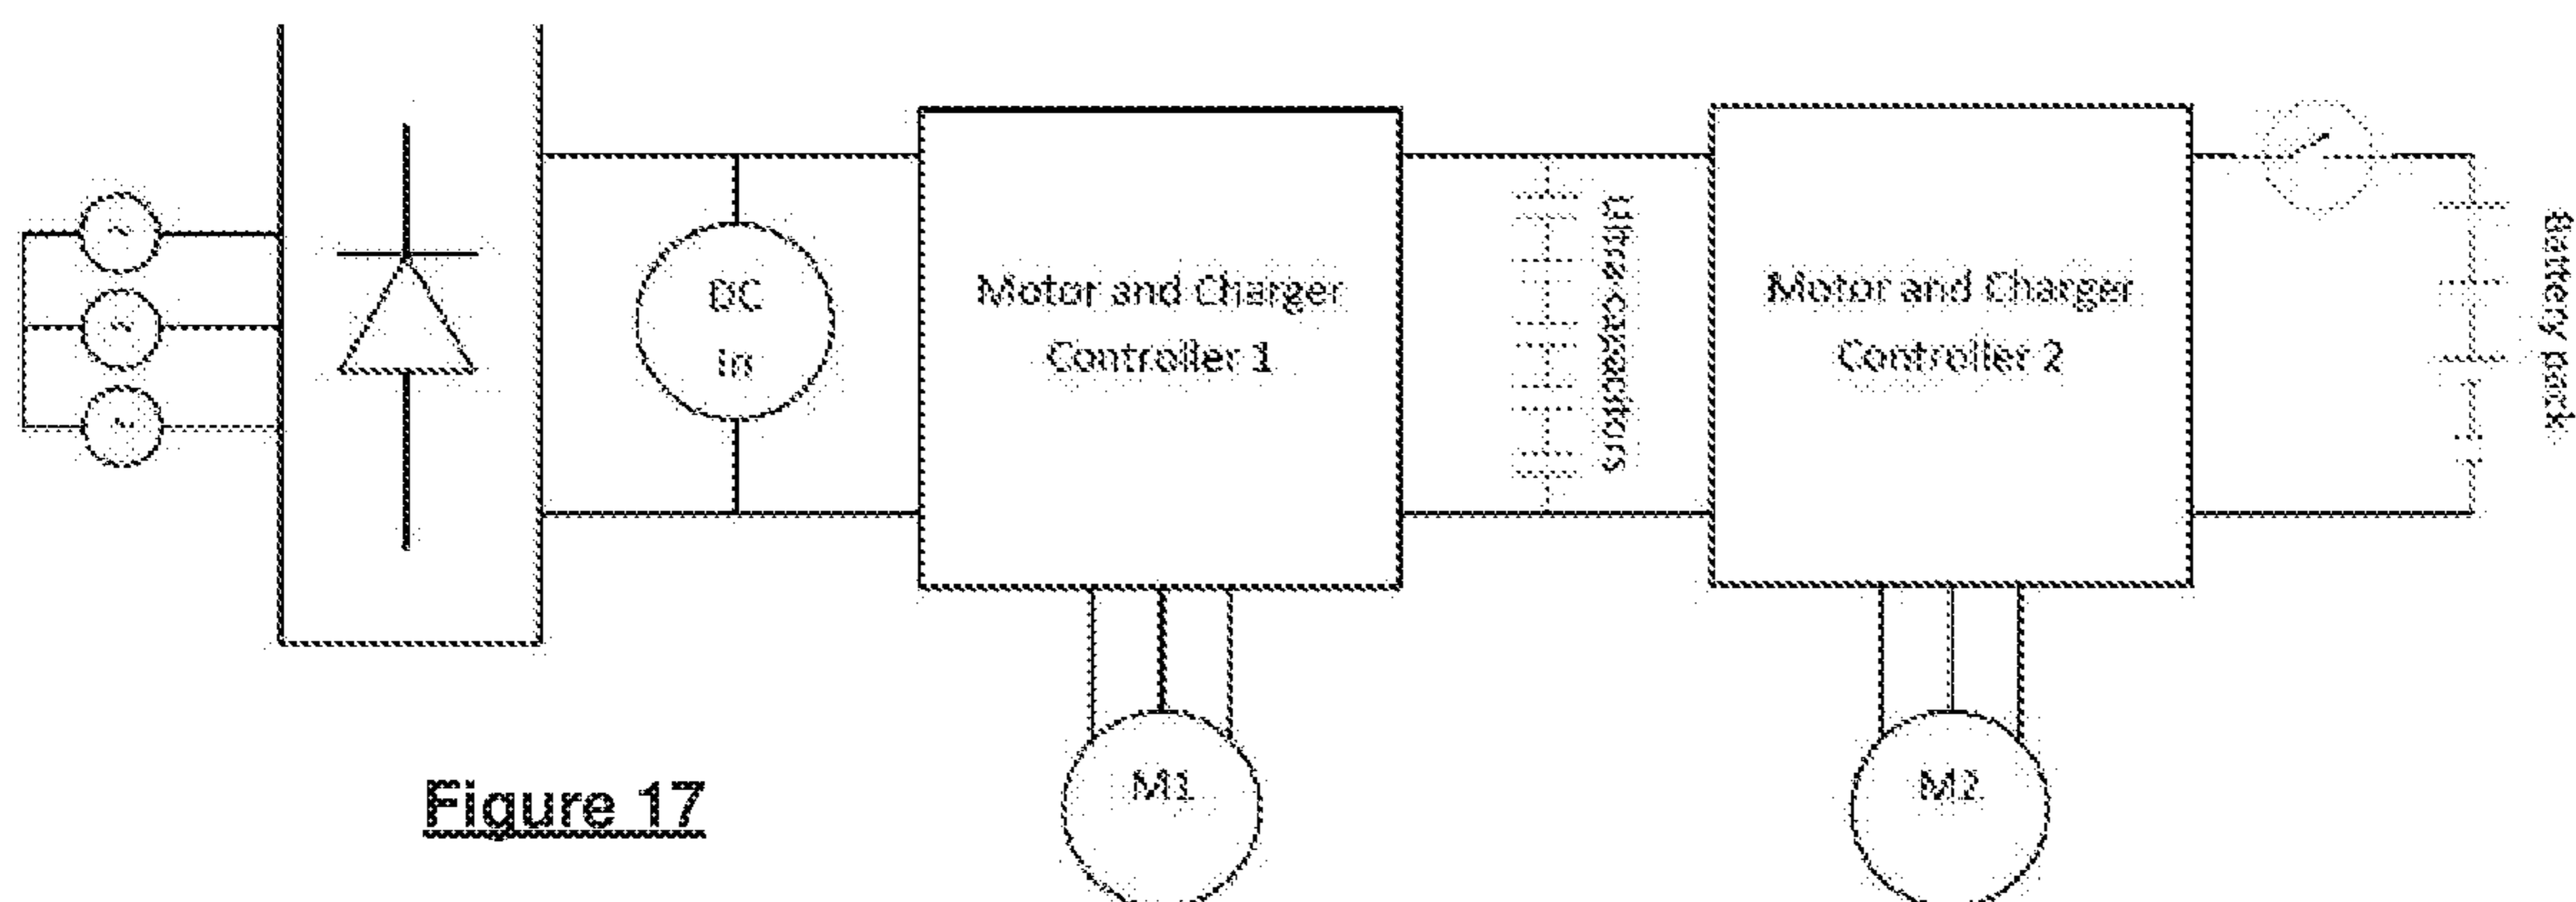 DC
in
Motor and Charger
Controller 1
Ultra-capacitors
Motor and Charger
Controller 2
Battery pack
M1
M2
Figure 17